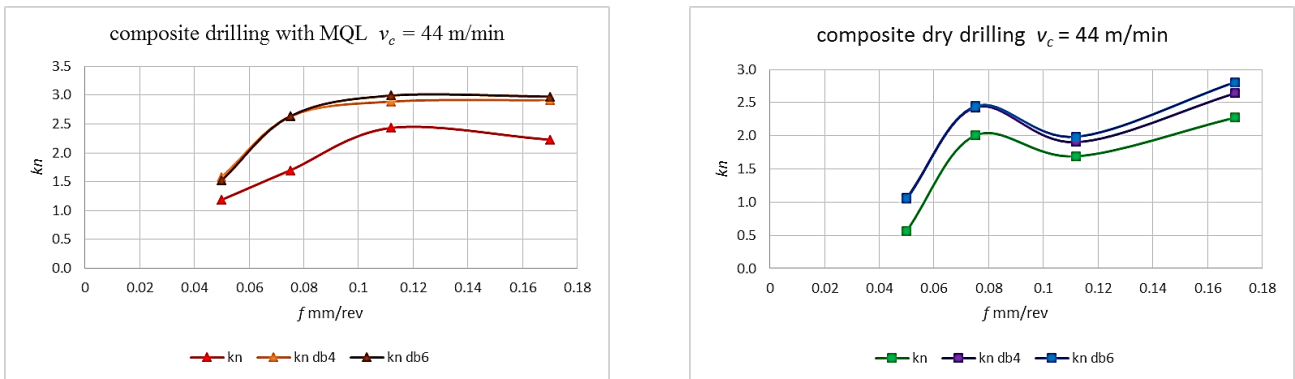 composite drilling with MQL vc = 44 m/min
3.5
3.0
2.5
2.0
1.5
1.0
0.5
0.0
kn
0 0.02 0.04 0.06 0.08 0.1 0.12 0.14 0.16 0.18
f mm/rev
kn kn db4 kn db6
composite dry drilling vc = 44 m/min
3.0
2.5
2.0
1.5
1.0
0.5
0.0
kn
0 0.02 0.04 0.06 0.08 0.1 0.12 0.14 0.16 0.18
f mm/rev
kn kn db4 kn db6